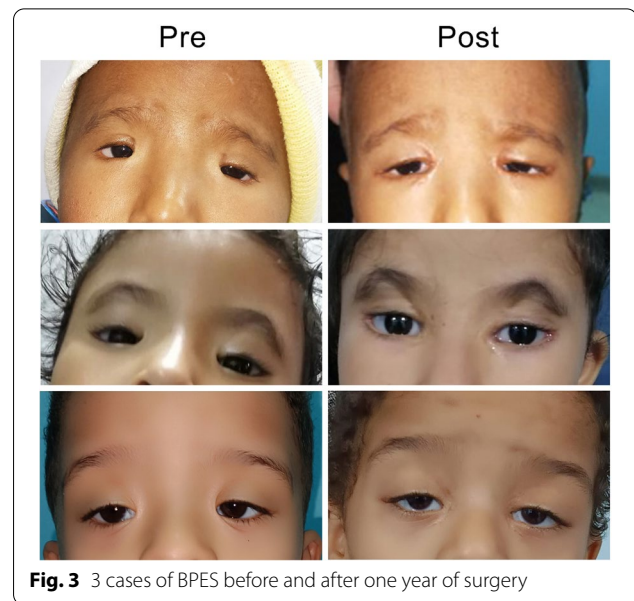 Pre Post
Fig. 3 3 cases of BPES before and after one year of surgery